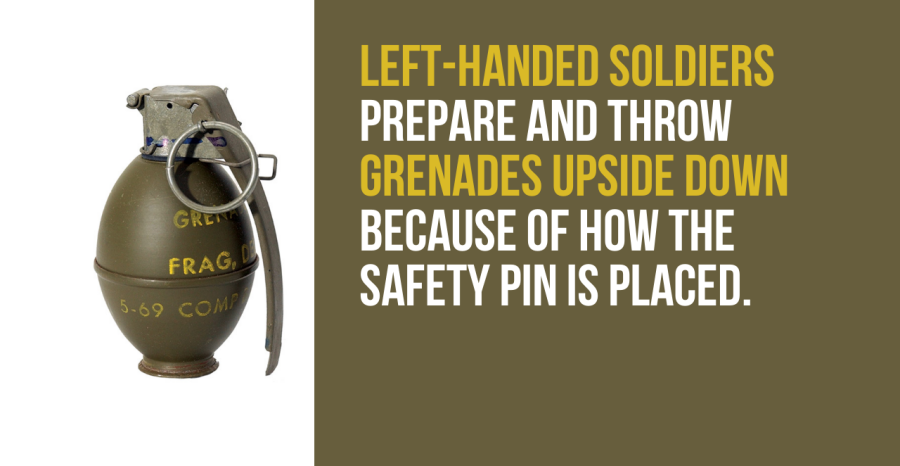 LEFT-HANDED SOLDIERS
PREPARE AND THROW
GRENADES UPSIDE DOWN
BECAUSE OF HOW THE
SAFETY PIN IS PLACED.
FRAG,
5-69 COMP